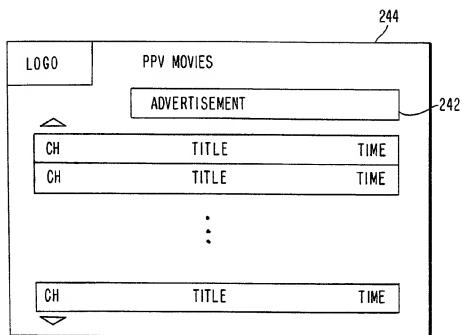 244
LOGO PPV MOVIES
ADVERTISEMENT
242
CH TITLE TIME
CH TITLE TIME
CH TITLE TIME